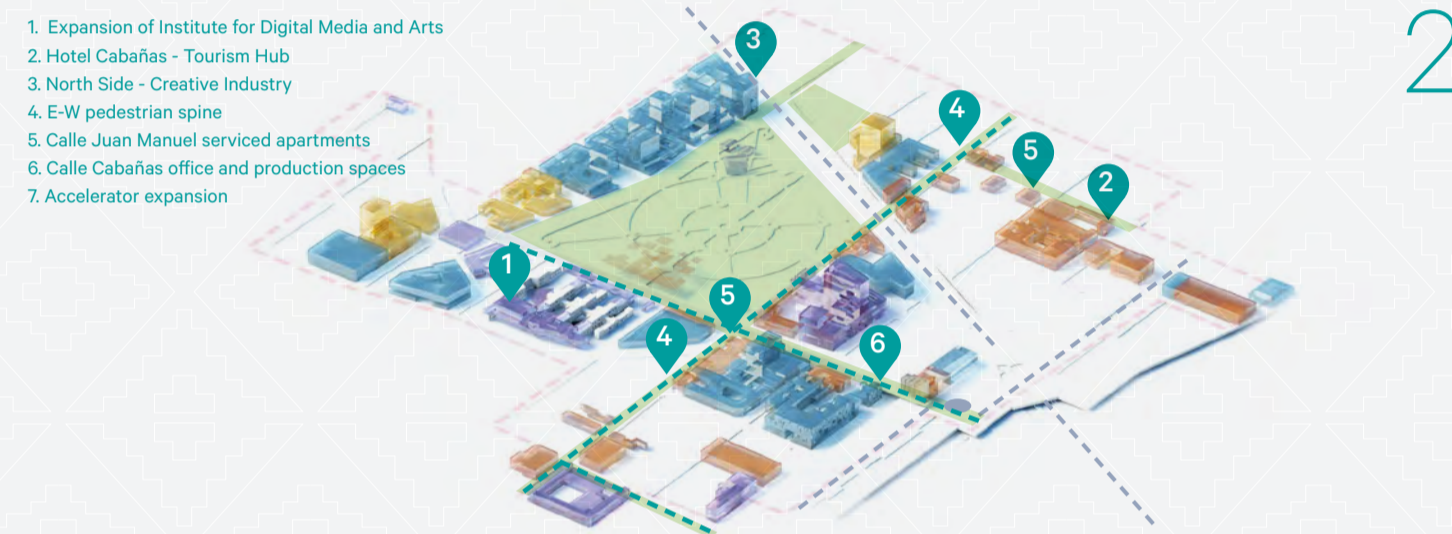 1. Expansion of Institute for Digital Media and Arts
2. Hotel Cabañas - Tourism Hub
3. North Side - Creative Industry
4. E-W pedestrian spine
5. Calle Juan Manuel serviced apartments
6. Calle Cabañas office and production spaces
7. Accelerator expansion
2
3
4
5
2
1
5
4
6